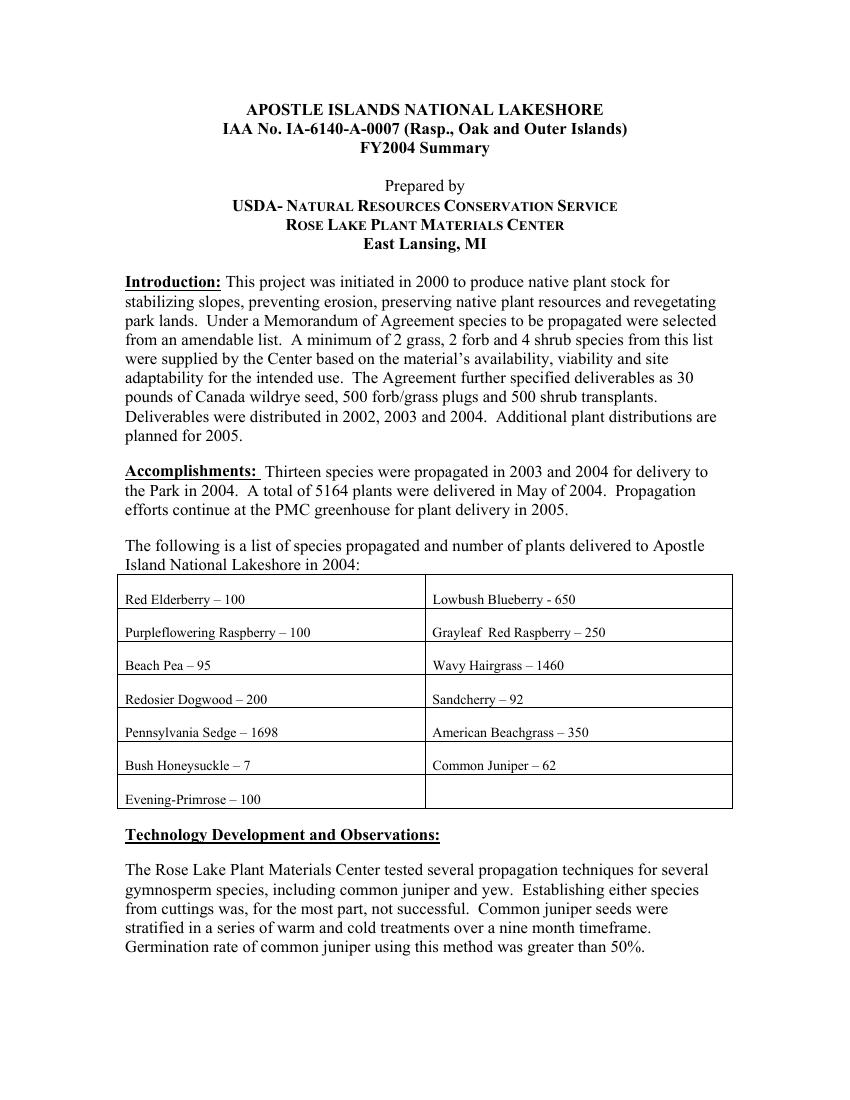 APOSTLE ISLANDS NATIONAL LAKESHORE
IAA No. IA-6140-A-0007 (Rasp., Oak and Outer Islands)
FY2004 Summary
Prepared by
USDA- NATURAL RESOURCES CONSERVATION SERVICE
ROSE LAKE PLANT MATERIALS CENTER
East Lansing, MI
Introduction: This project was initiated in 2000 to produce native plant stock for
stabilizing slopes, preventing erosion, preserving native plant resources and revegetating
park lands.  Under a Memorandum of Agreement species to be propagated were selected
from an amendable list.  A minimum of 2 grass, 2 forb and 4 shrub species from this list
were supplied by the Center based on the material's availability, viability and site
adaptability for the intended use.  The Agreement further specified deliverables as 30
pounds of Canada wildrye seed, 500 forb/grass plugs and 500 shrub transplants.
Deliverables were distributed in 2002, 2003 and 2004.  Additional plant distributions are
planned for 2005.
Accomplishments:  Thirteen species were propagated in 2003 and 2004 for delivery to
the Park in 2004.  A total of 5164 plants were delivered in May of 2004.  Propagation
efforts continue at the PMC greenhouse for plant delivery in 2005.
The following is a list of species propagated and number of plants delivered to Apostle
Island National Lakeshore in 2004:
Red Elderberry – 100
Lowbush Blueberry - 650
Purpleflowering Raspberry – 100
Grayleaf  Red Raspberry – 250
Beach Pea – 95
Wavy Hairgrass – 1460
Redosier Dogwood – 200
Sandcherry – 92
Pennsylvania Sedge – 1698
American Beachgrass – 350
Bush Honeysuckle – 7
Common Juniper – 62
Evening-Primrose – 100
Technology Development and Observations:
The Rose Lake Plant Materials Center tested several propagation techniques for several
gymnosperm species, including common juniper and yew.  Establishing either species
from cuttings was, for the most part, not successful.  Common juniper seeds were
stratified in a series of warm and cold treatments over a nine month timeframe.
Germination rate of common juniper using this method was greater than 50%.